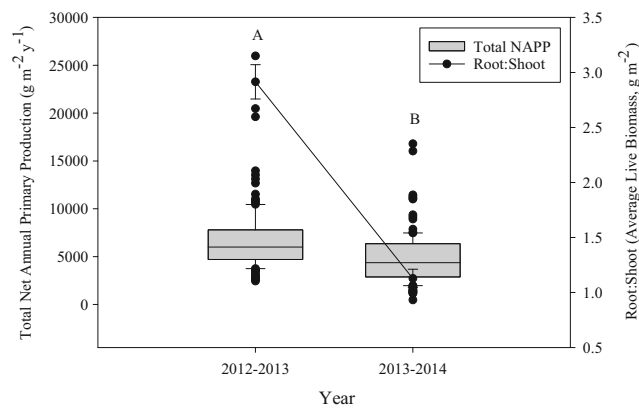 30000
25000
20000
15000
10000
5000
0
Total Net Annual Primary Production (g m⁻² y⁻¹)
A
B
Total NAPP
Root:Shoot
3.5
3.0
2.5
2.0
1.5
1.0
0.5
Root:Shoot (Average Live Biomass, g m⁻²)
2012-2013
2013-2014
Year